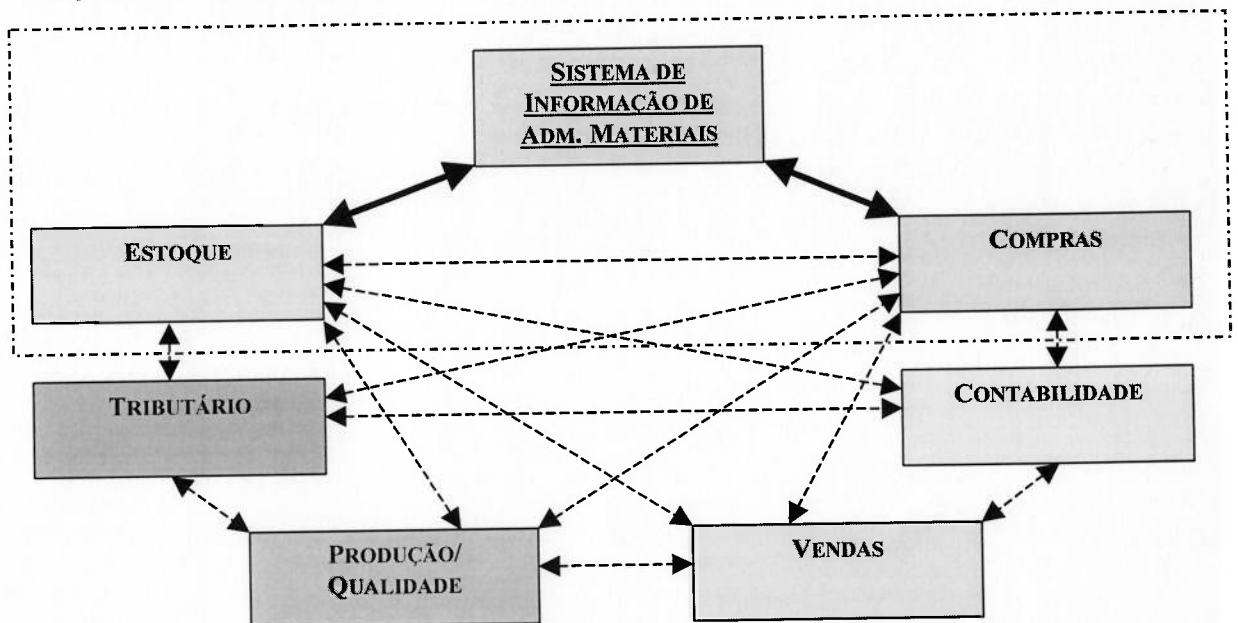 SISTEMA DE
INFORMAÇÃO DE
ADM. MATERIAIS
ESTOQUE
COMPRAS
TRIBUTÁRIO
CONTABILIDADE
PRODUÇÃO/
QUALIDADE
VENDAS